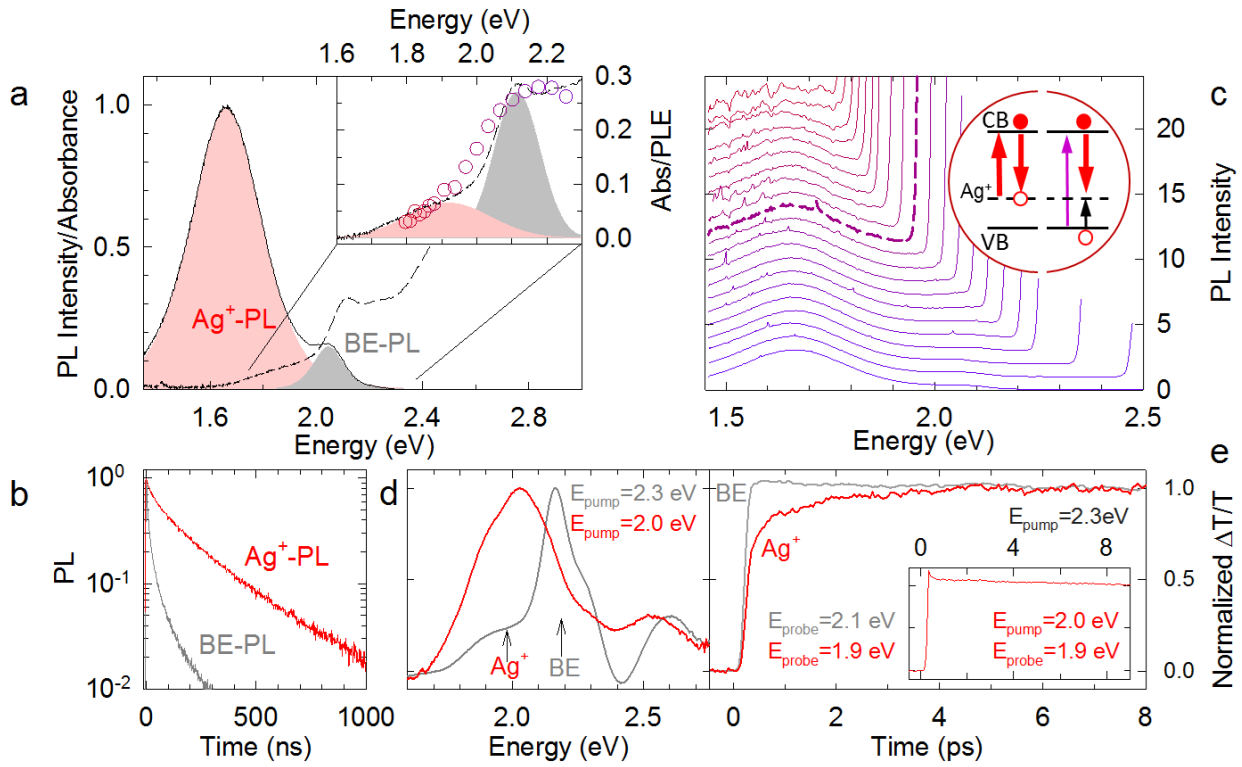 a
PL Intensity/Absorbance
1.0
0.5
0.0
1.6
2.0
2.4
2.8
Energy (eV)
Ag⁺-PL
BE-PL
Energy (eV)
1.6
1.8
1.9
2.0
2.1
2.2
0.3
0.2
0.1
0.0
Abs/PLE
c
CB
Ag⁺
VB
20
15
10
5
0
PL Intensity
1.5
2.0
2.5
Energy (eV)
b
PL
10⁰
10⁻¹
10⁻²
Ag⁺-PL
BE-PL
0
500
1000
Time (ns)
d
E_pump=2.3 eV
E_pump=2.0 eV
Ag⁺
BE
2.0
2.5
Energy (eV)
e
BE
Ag⁺
E_pump=2.3eV
E_probe=2.1 eV
E_probe=1.9 eV
0
4
8
E_pump=2.0 eV
E_probe=1.9 eV
1.0
0.5
0.0
Normalized ΔT/T
0
2
4
6
8
Time (ps)